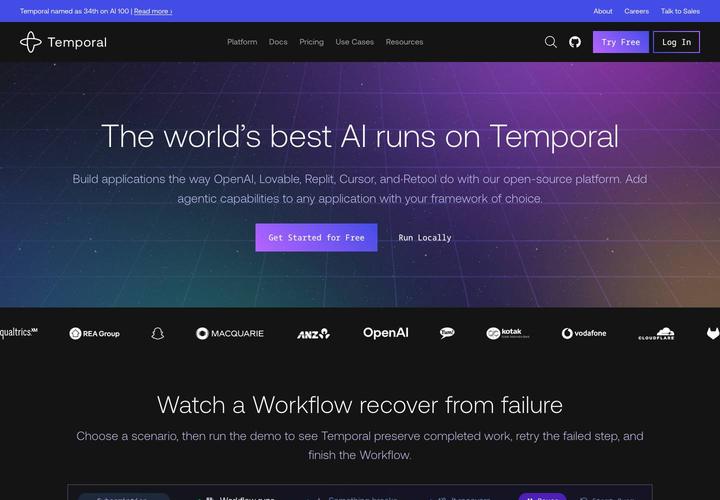 Temporal named as 34th on AI 100 | Read more ›
About Careers Talk to Sales
Temporal
Platform Docs Pricing Use Cases Resources
Try Free Log In
The world's best AI runs on Temporal
Build applications the way OpenAI, Lovable, Replit, Cursor, and Retool do with our open-source platform. Add
agentic capabilities to any application with your framework of choice.
Get Started for Free Run Locally
qualtrics.XM REA Group MACQUARIE ANZ OpenAI Yum! kotak vodafone CLOUDFLARE
Watch a Workflow recover from failure
Choose a scenario, then run the demo to see Temporal preserve completed work, retry the failed step, and
finish the Workflow.